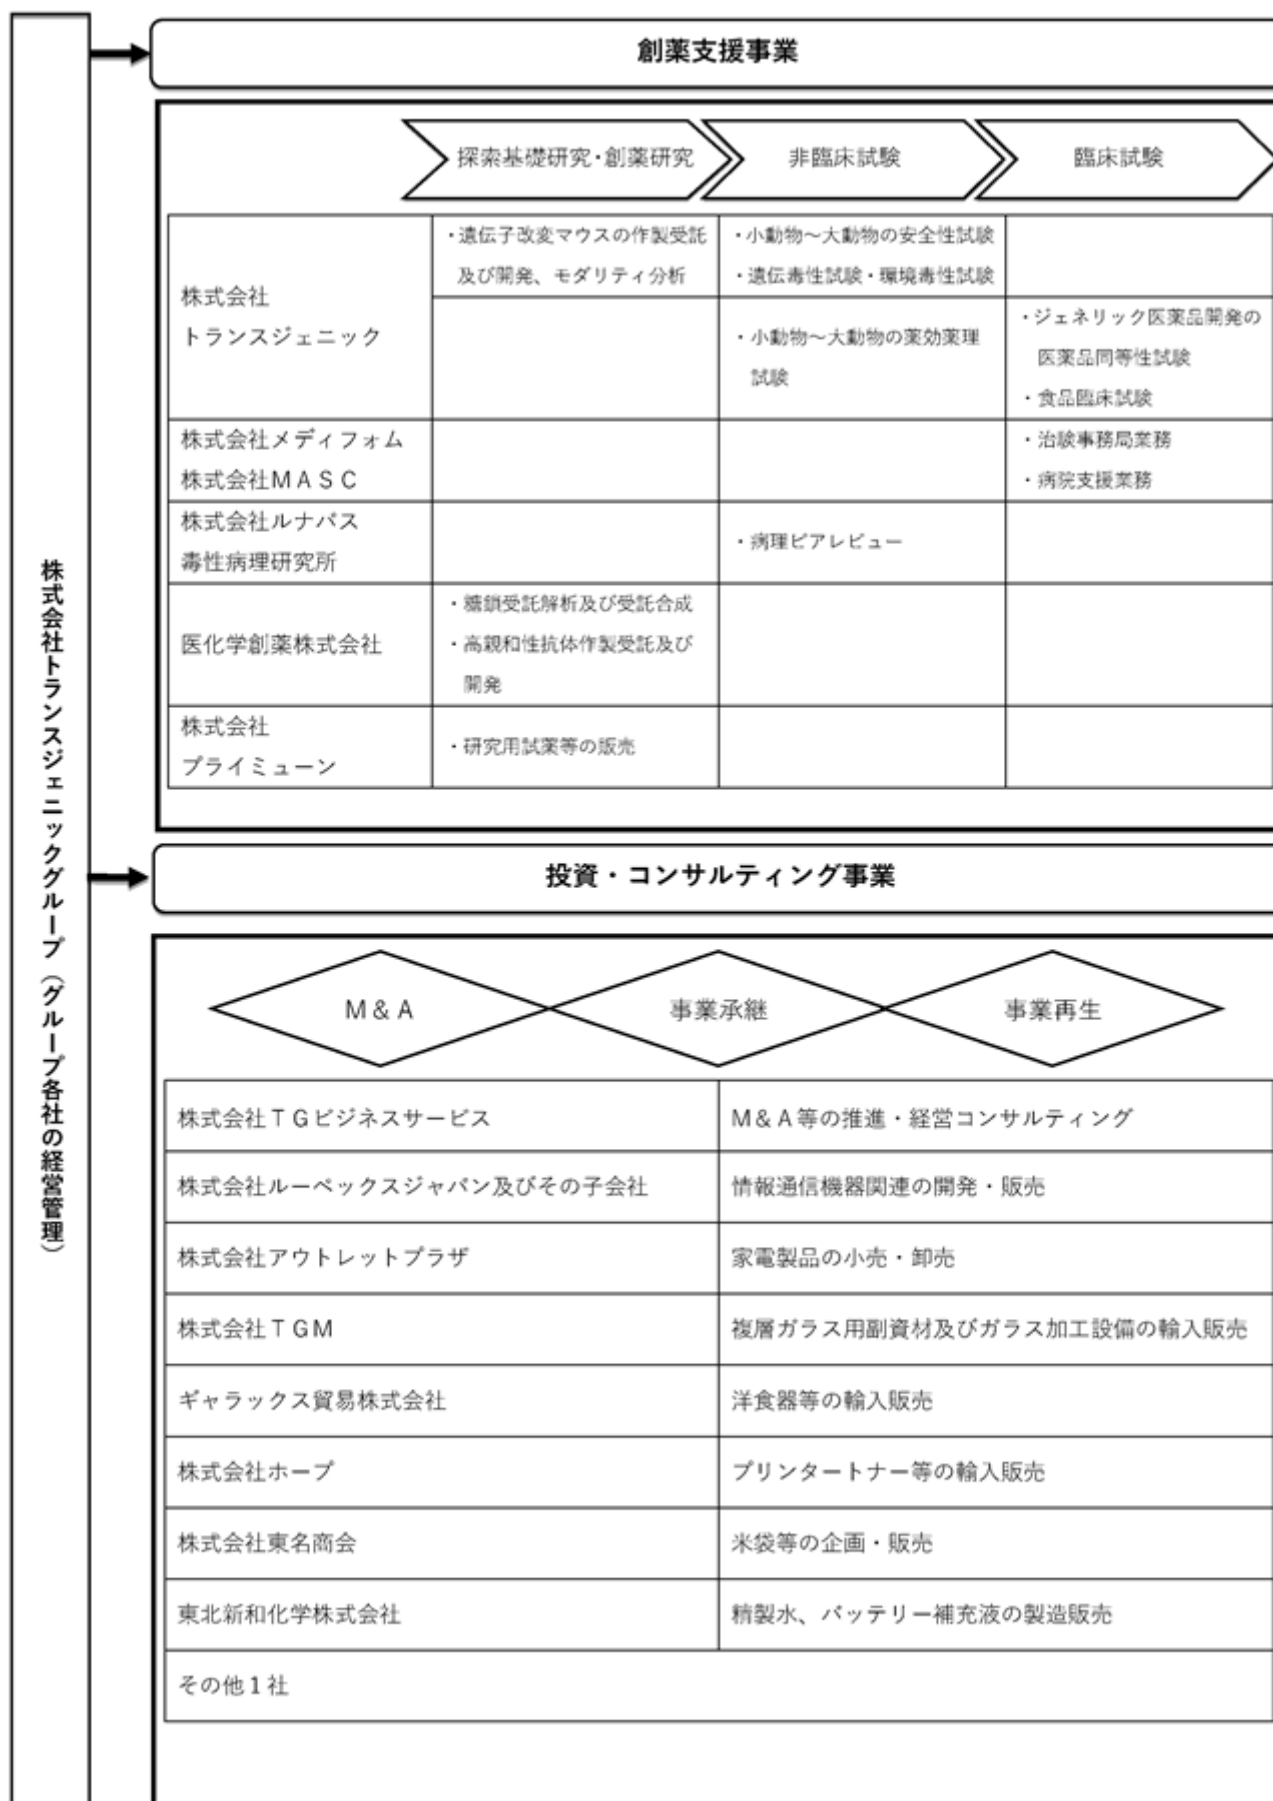 株式会社トランスジェニックグループ（グループ各社の経営管理）
創薬支援事業
探索基礎研究・創薬研究
非臨床試験
臨床試験
株式会社
トランスジェニック
・遺伝子改変マウスの作製受託
及び開発、モダリティ分析
・小動物～大動物の安全性試験
・遺伝毒性試験・環境毒性試験
・小動物～大動物の薬効薬理
試験
・ジェネリック医薬品開発の
医薬品同等性試験
・食品臨床試験
株式会社メディフォム
株式会社ＭＡＳＣ
・治験事務局業務
・病院支援業務
株式会社ルナパス
毒性病理研究所
・病理ピアレビュー
医化学創薬株式会社
・糖鎖受託解析及び受託合成
・高親和性抗体作製受託及び
開発
株式会社
プライミューン
・研究用試薬等の販売
投資・コンサルティング事業
Ｍ＆Ａ
事業承継
事業再生
株式会社ＴＧビジネスサービス
Ｍ＆Ａ等の推進・経営コンサルティング
株式会社ルーペックスジャパン及びその子会社
情報通信機器関連の開発・販売
株式会社アウトレットプラザ
家電製品の小売・卸売
株式会社ＴＧＭ
複層ガラス用副資材及びガラス加工設備の輸入販売
ギャラックス貿易株式会社
洋食器等の輸入販売
株式会社ホープ
プリンタートナー等の輸入販売
株式会社東名商会
米袋等の企画・販売
東北新和化学株式会社
精製水、バッテリー補充液の製造販売
その他１社